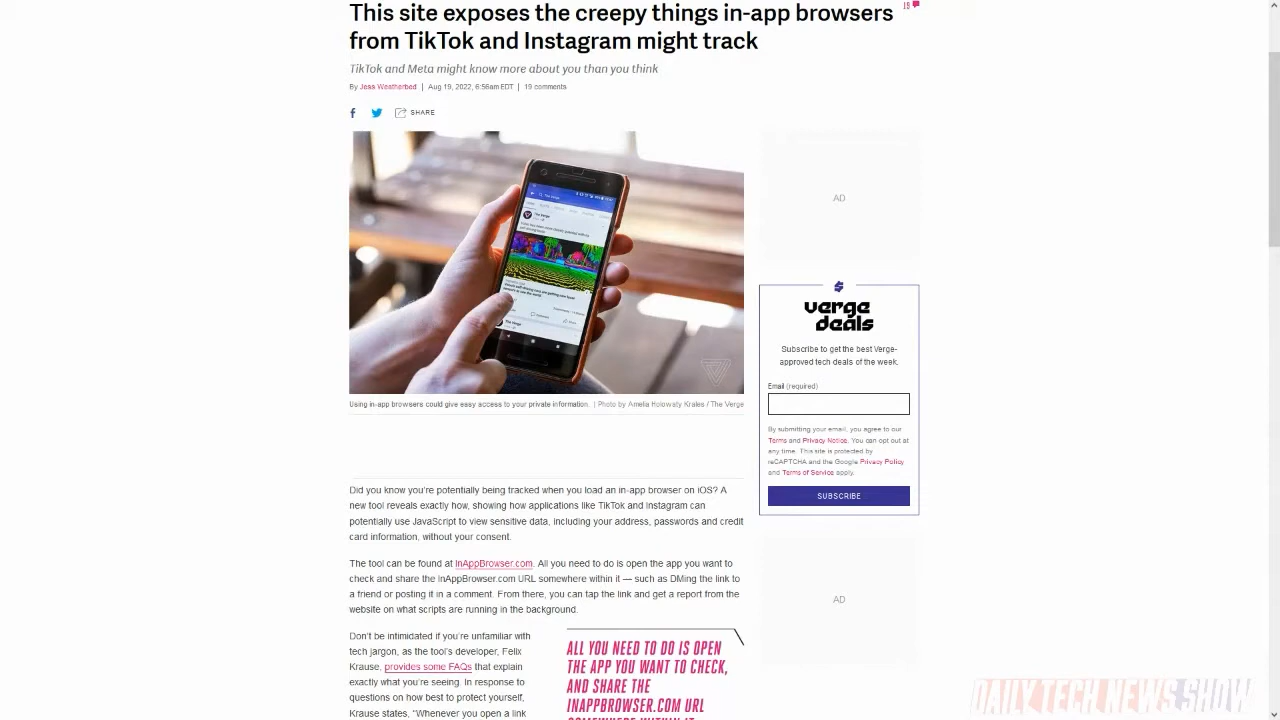 This site exposes the creepy things in-app browsers
from TikTok and Instagram might track
19
TikTok and Meta might know more about you than you think
By Jess Weatherbed | Aug 19, 2022, 6:56am EDT | 19 comments
SHARE
AD
Using in-app browsers could give easy access to your private information. | Photo by Amelia Holowaty Krales / The Verge
verge
deals
Subscribe to get the best Verge-
approved tech deals of the week.
Email (required)
By submitting your email, you agree to our
Terms and Privacy Notice. You can opt out at
any time. This site is protected by
reCAPTCHA and the Google Privacy Policy
and Terms of Service apply.
SUBSCRIBE
Did you know you're potentially being tracked when you load an in-app browser on iOS? A
new tool reveals exactly how, showing how applications like TikTok and Instagram can
potentially use JavaScript to view sensitive data, including your address, passwords and credit
card information, without your consent.
The tool can be found at InAppBrowser.com. All you need to do is open the app you want to
check and share the InAppBrowser.com URL somewhere within it — such as DMing the link to
a friend or posting it in a comment. From there, you can tap the link and get a report from the
website on what scripts are running in the background.
AD
Don't be intimidated if you're unfamiliar with
tech jargon, as the tool's developer, Felix
Krause, provides some FAQs that explain
exactly what you're seeing. In response to
questions on how best to protect yourself,
Krause states, "Whenever you open a link
ALL YOU NEED TO DO IS OPEN
THE APP YOU WANT TO CHECK,
AND SHARE THE
INAPPBROWSER.COM URL
SOMEWHERE WITHIN IT
DAILY TECH NEWS SHOW